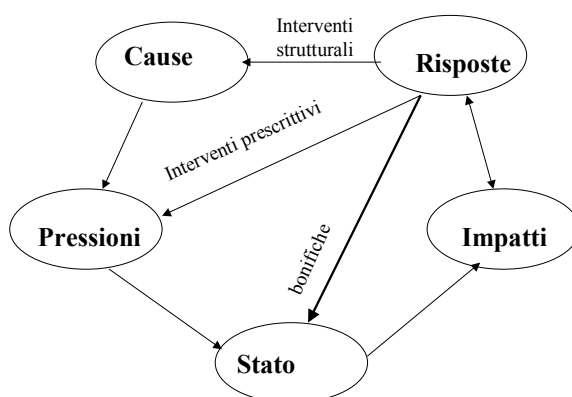 Interventi
strutturali
Cause
Risposte
Interventi prescrittivi
Pressioni
Impatti
bonifiche
Stato